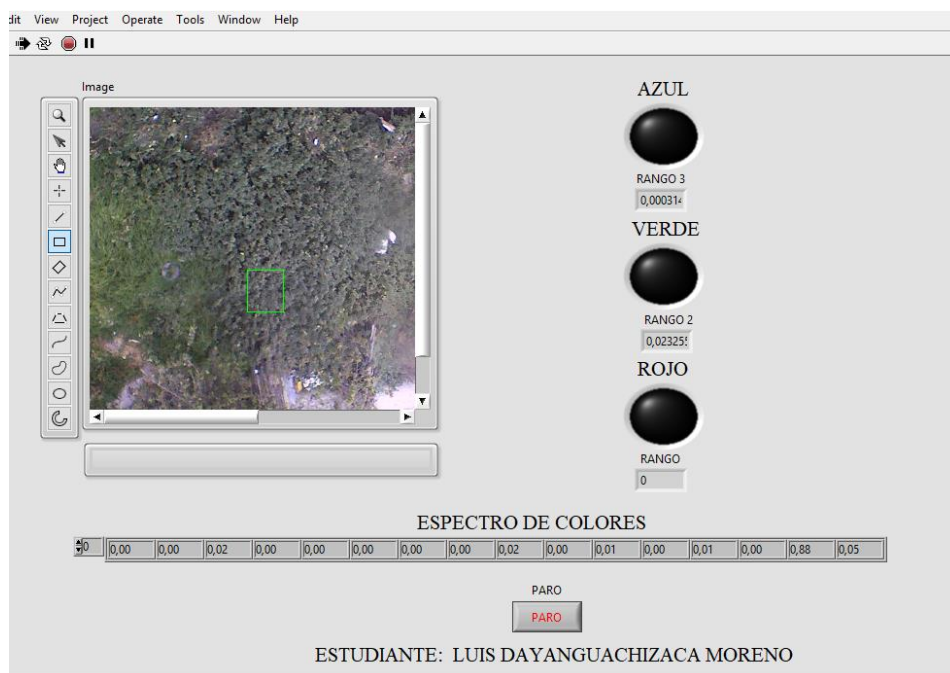 dit View Project Operate Tools Window Help
Image
AZUL
RANGO 3
0,000314
VERDE
RANGO 2
0,02325
ROJO
RANGO
0
ESPECTRO DE COLORES
0 0,00 0,00 0,02 0,00 0,00 0,00 0,00 0,00 0,02 0,00 0,01 0,00 0,01 0,00 0,88 0,05
PARO
PARO
ESTUDIANTE: LUIS DAYANGUACHIZACA MORENO